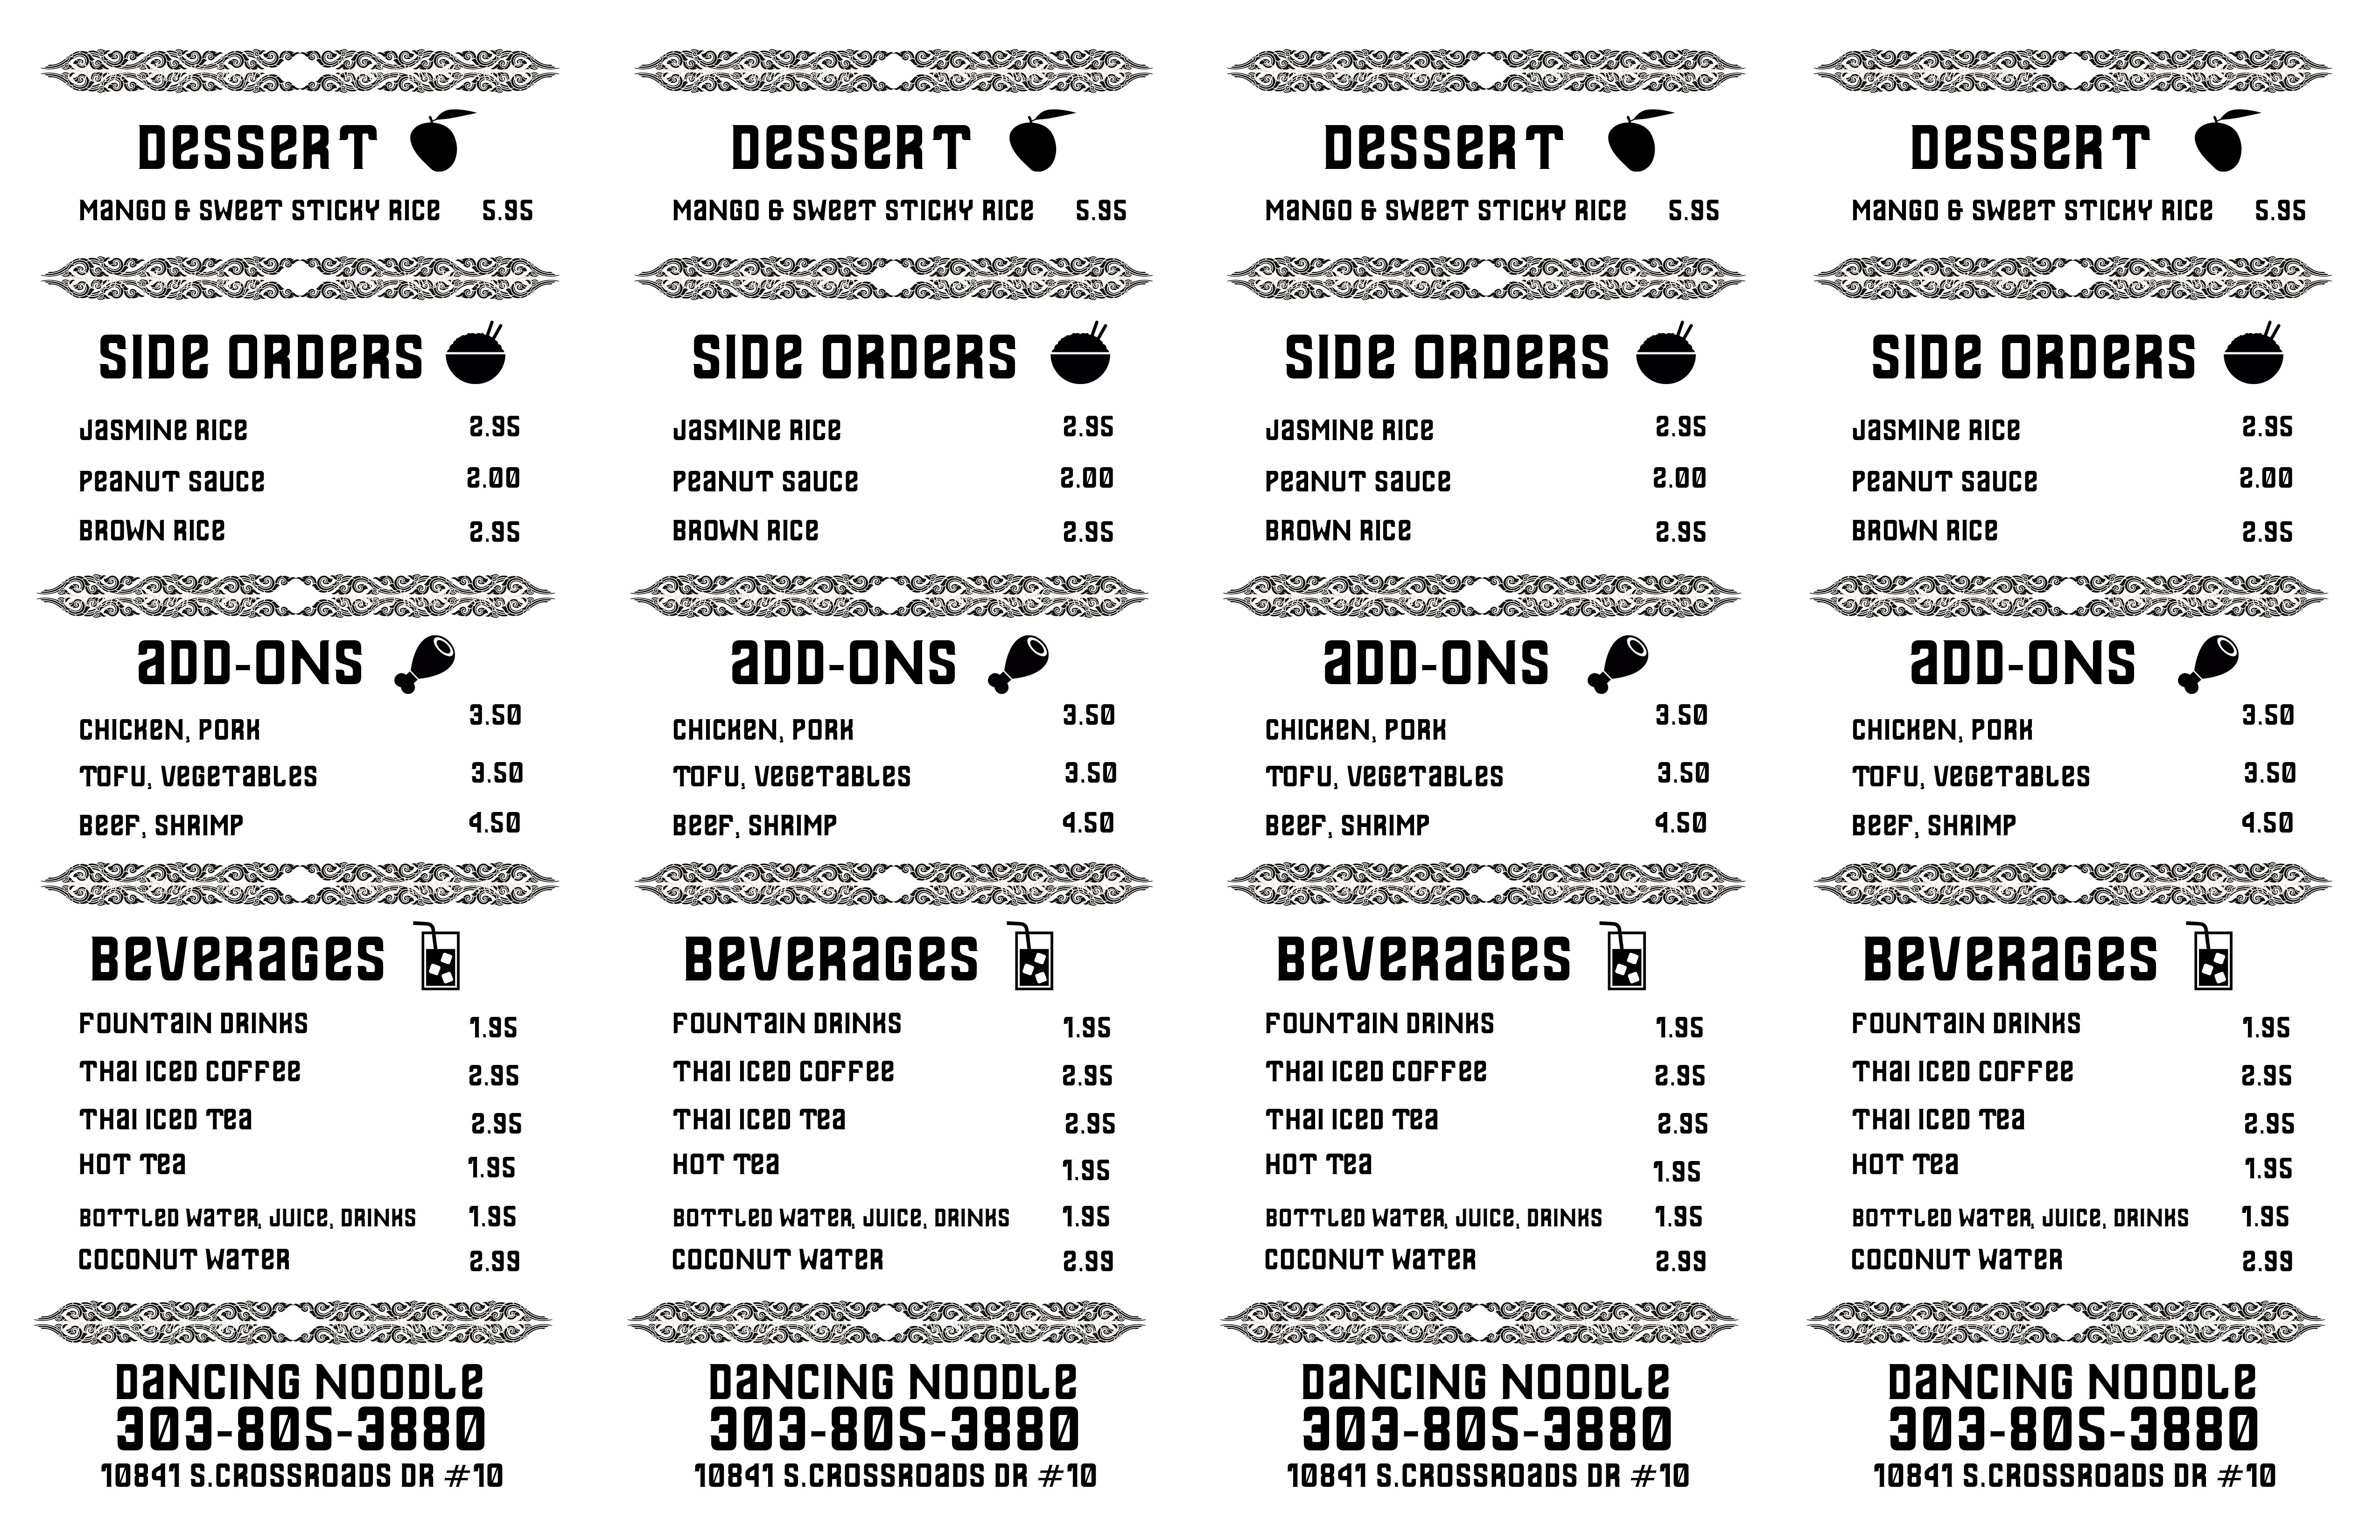 DESSERT
MANGO & SWEET STICKY RICE 5.95
SIDE ORDERS
JASMINE RICE 2.95
PEANUT SAUCE 2.00
BROWN RICE 2.95
ADD-ONS
CHICKEN, PORK 3.50
TOFU, VEGETABLES 3.50
BEEF, SHRIMP 4.50
BEVERAGES
FOUNTAIN DRINKS 1.95
THAI ICED COFFEE 2.95
THAI ICED TEA 2.95
HOT TEA 1.95
BOTTLED WATER, JUICE, DRINKS 1.95
COCONUT WATER 2.99
DANCING NOODLE
303-805-3880
10841 S.CROSSROADS DR #10
DESSERT
MANGO & SWEET STICKY RICE 5.95
SIDE ORDERS
JASMINE RICE 2.95
PEANUT SAUCE 2.00
BROWN RICE 2.95
ADD-ONS
CHICKEN, PORK 3.50
TOFU, VEGETABLES 3.50
BEEF, SHRIMP 4.50
BEVERAGES
FOUNTAIN DRINKS 1.95
THAI ICED COFFEE 2.95
THAI ICED TEA 2.95
HOT TEA 1.95
BOTTLED WATER, JUICE, DRINKS 1.95
COCONUT WATER 2.99
DANCING NOODLE
303-805-3880
10841 S.CROSSROADS DR #10
DESSERT
MANGO & SWEET STICKY RICE 5.95
SIDE ORDERS
JASMINE RICE 2.95
PEANUT SAUCE 2.00
BROWN RICE 2.95
ADD-ONS
CHICKEN, PORK 3.50
TOFU, VEGETABLES 3.50
BEEF, SHRIMP 4.50
BEVERAGES
FOUNTAIN DRINKS 1.95
THAI ICED COFFEE 2.95
THAI ICED TEA 2.95
HOT TEA 1.95
BOTTLED WATER, JUICE, DRINKS 1.95
COCONUT WATER 2.99
DANCING NOODLE
303-805-3880
10841 S.CROSSROADS DR #10
DESSERT
MANGO & SWEET STICKY RICE 5.95
SIDE ORDERS
JASMINE RICE 2.95
PEANUT SAUCE 2.00
BROWN RICE 2.95
ADD-ONS
CHICKEN, PORK 3.50
TOFU, VEGETABLES 3.50
BEEF, SHRIMP 4.50
BEVERAGES
FOUNTAIN DRINKS 1.95
THAI ICED COFFEE 2.95
THAI ICED TEA 2.95
HOT TEA 1.95
BOTTLED WATER, JUICE, DRINKS 1.95
COCONUT WATER 2.99
DANCING NOODLE
303-805-3880
10841 S.CROSSROADS DR #10